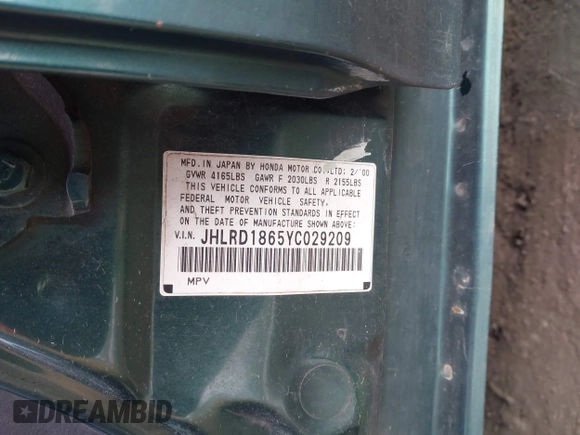 MFD. IN JAPAN BY HONDA MOTOR CO.,LTD: 2/'00
GVWR 4165LBS GAWR F 2030LBS R 2155LBS
THIS VEHICLE CONFORMS TO ALL APPLICABLE
FEDERAL MOTOR VEHICLE SAFETY,
AND THEFT PREVENTION STANDARDS IN EFFECT
ON THE DATE OF MANUFACTURE SHOWN ABOVE:
V.I.N. JHLRD1865YC029209
MPV
DREAMBID